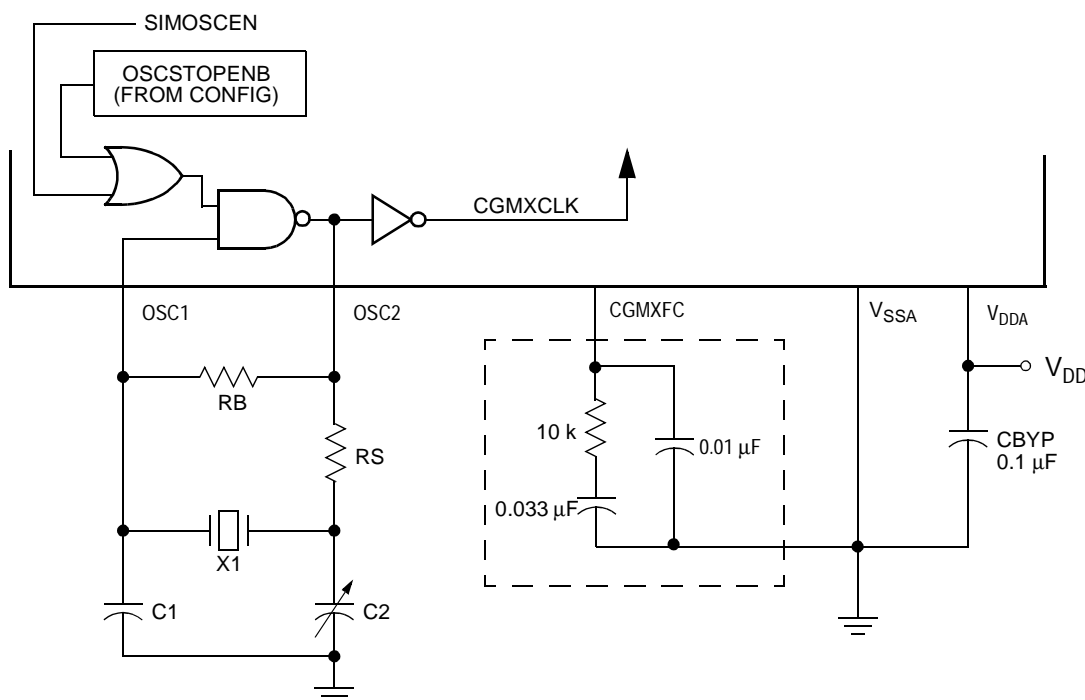 SIMOSCEN
OSCSTOPENB
(FROM CONFIG)
CGMXCLK
OSC1
OSC2
CGMXFC
VSSA
VDDA
VDD
RB
RS
10 k
0.01 μF
0.033 μF
CBYP
0.1 μF
X1
C1
C2